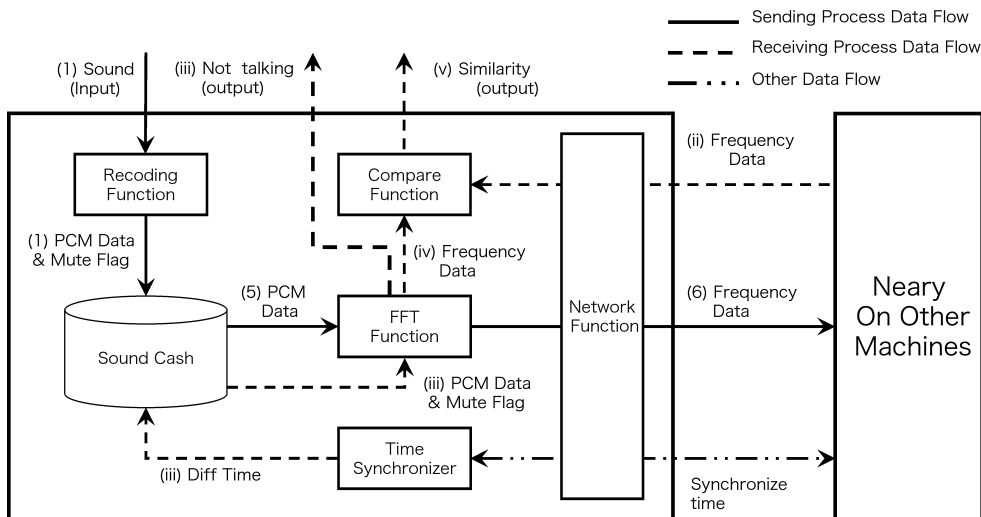 Sending Process Data Flow
Receiving Process Data Flow
Other Data Flow
(1) Sound
(Input)
(iii) Not talking
(output)
(v) Similarity
(output)
Recoding
Function
Compare
Function
(ii) Frequency
Data
(1) PCM Data
& Mute Flag
(iv) Frequency
Data
(5) PCM
Data
FFT
Function
Network
Function
(6) Frequency
Data
Neary
On Other
Machines
Sound Cash
(iii) PCM Data
& Mute Flag
Time
Synchronizer
(iii) Diff Time
Synchronize
time